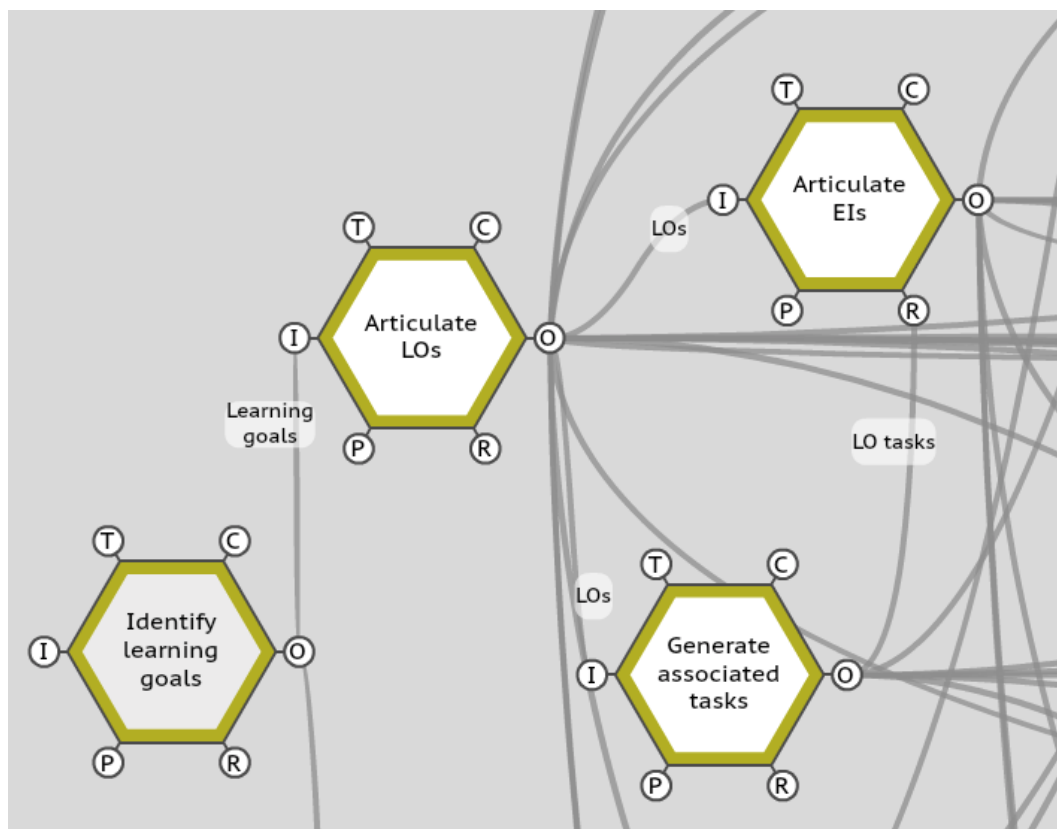 T
C
Articulate
EIs
I
O
P
R
LOs
T
C
Articulate
LOs
I
O
P
R
Learning
goals
LO tasks
T
C
Identify
learning
goals
I
O
P
R
LOs
T
C
Generate
associated
tasks
I
O
P
R